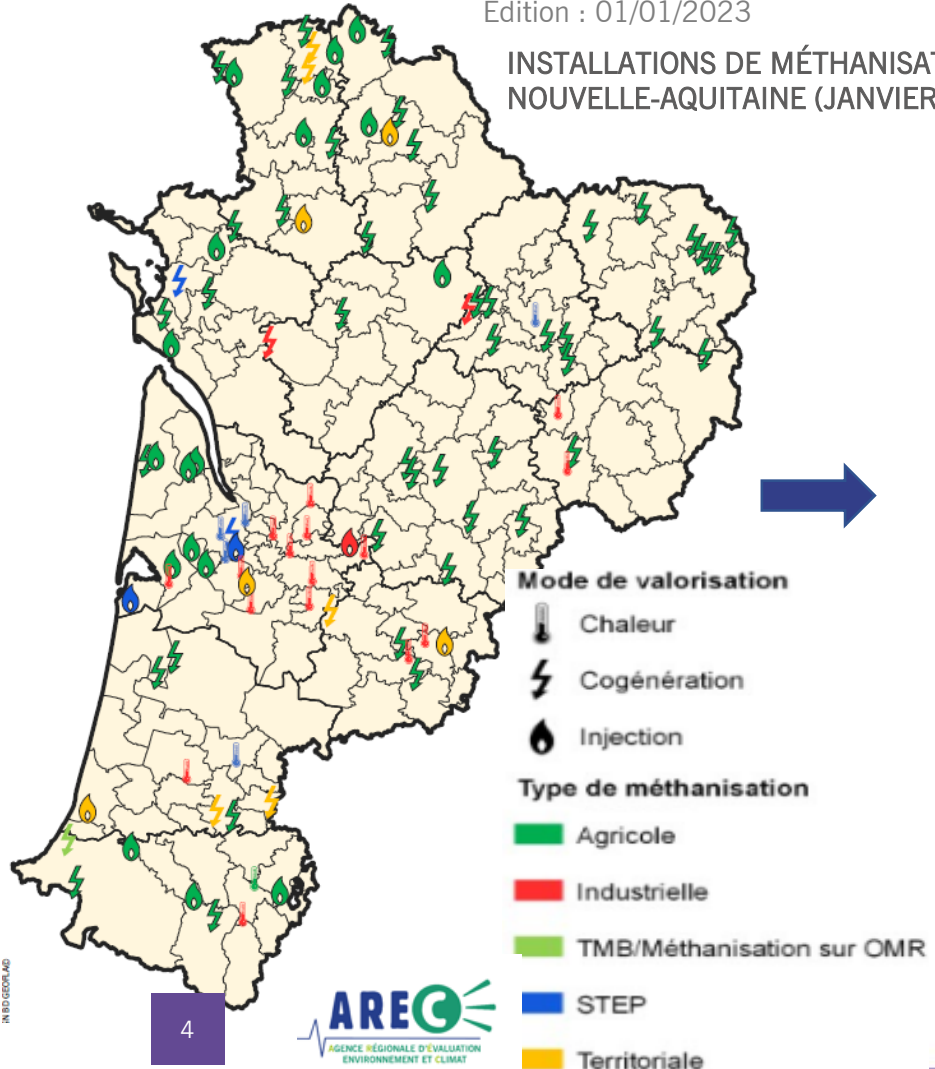 Edition : 01/01/2023
INSTALLATIONS DE MÉTHANISAT
NOUVELLE-AQUITAINE (JANVIER
Mode de valorisation
Chaleur
Cogénération
Injection
Type de méthanisation
Agricole
Industrielle
TMB/Méthanisation sur OMR
STEP
Territoriale
4
AREC
AGENCE RÉGIONALE D'ÉVALUATION
ENVIRONNEMENT ET CLIMAT